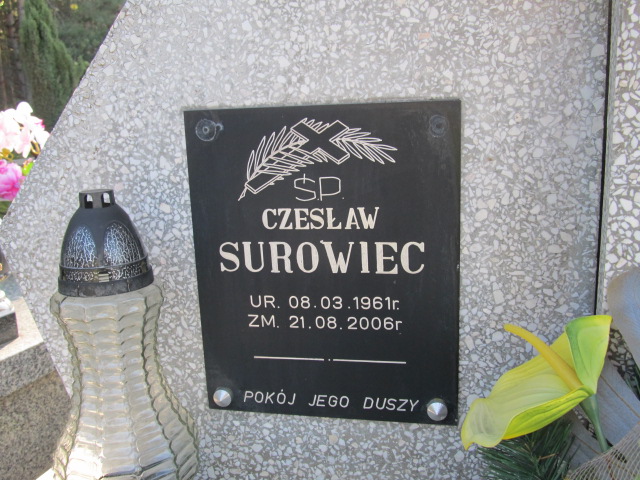 Ś.P.
CZESŁAW
SUROWIEC
UR. 08.03.1961r.
ZM. 21.08.2006r
POKÓJ JEGO DUSZY